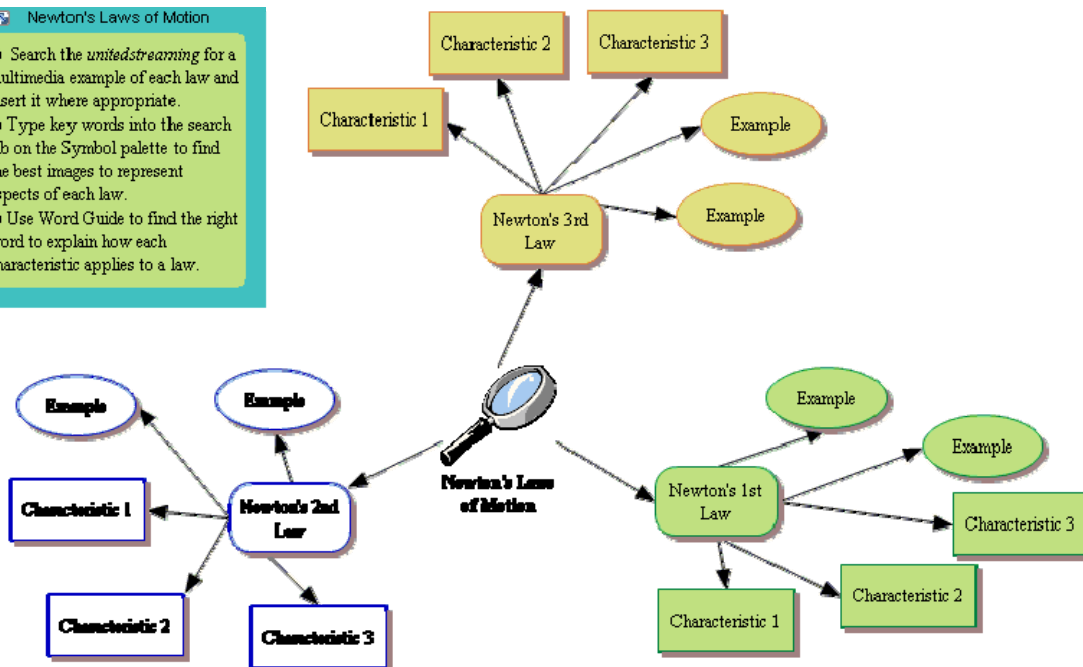 Newton's Laws of Motion
Search the unitedstreaming for a
example of each law and
it where appropriate.
Type key words into the search
on the Symbol palette to find
best images to represent
of each law.
Use Word Guide to find the right
to explain how each
applies to a law.
Characteristic 2
Characteristic 3
Characteristic 1
Example
Example
Newton's 3rd
Law
Example
Example
Characteristic 1
Newton's 2nd
Law
Characteristic 2
Characteristic 3
Newton's Laws
of Motion
Example
Example
Newton's 1st
Law
Characteristic 3
Characteristic 2
Characteristic 1